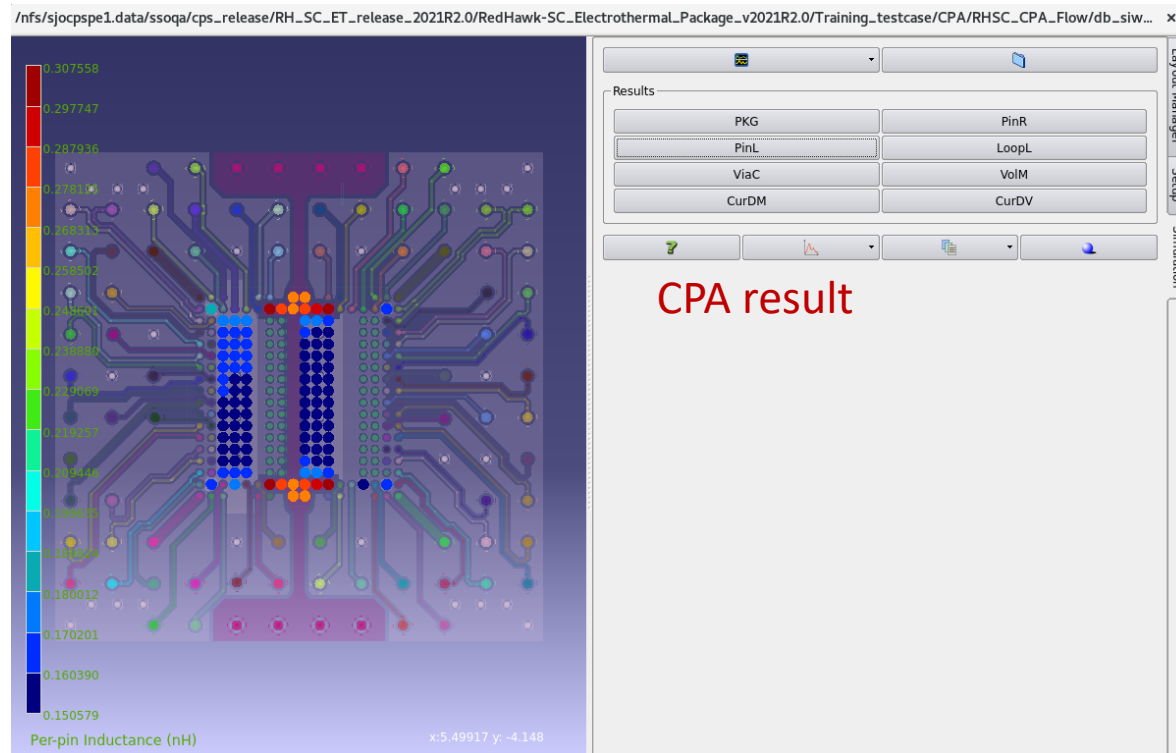 /nfs/sjocpspe1.data/ssoqa/cps_release/RH_SC_ET_release_2021R2.0/RedHawk-SC_Electrothermal_Package_v2021R2.0/Training_testcase/CPA/RHSC_CPA_Flow/db_siw... ×
0.307558
0.297747
0.287936
0.268313
0.258502
0.248691
0.238880
0.229069
0.219257
0.209446
0.180012
0.170201
0.160390
0.150579
Per-pin Inductance (nH)
x:5.49917 y: -4.148
Results
PKG
PinR
PinL
LoopL
ViaC
VolM
CurDM
CurDV
CPA result
Layout Manager
Setup
Simulation